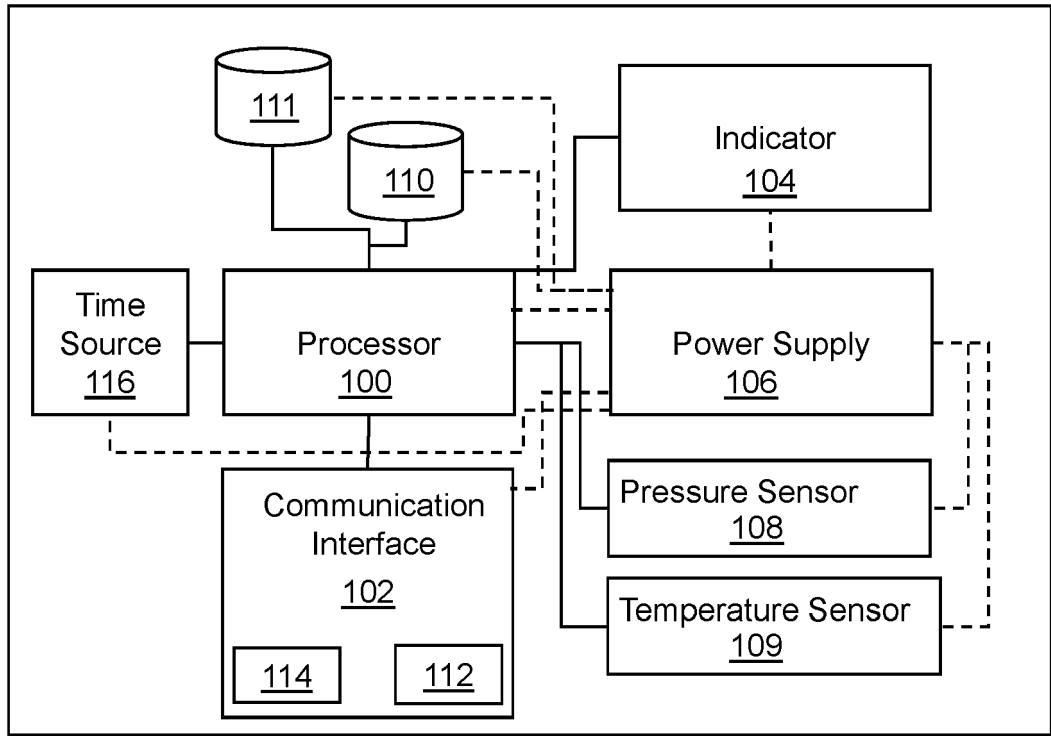 111
110
Indicator
104
Time
Source
116
Processor
100
Power Supply
106
Communication
Interface
102
114
112
Pressure Sensor
108
Temperature Sensor
109